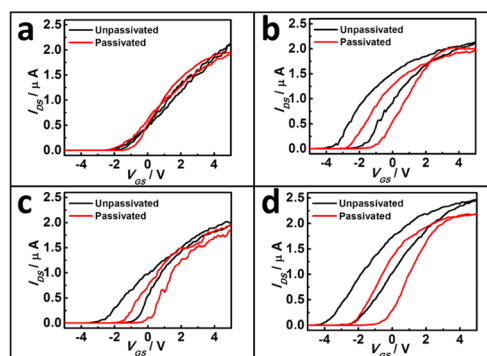 a
Unpassivated
Passivated
2.5
2.0
1.5
1.0
0.5
0.0
I_DS / μ A
-4 -2 0 2 4
V_GS / V
b
Unpassivated
Passivated
2.5
2.0
1.5
1.0
0.5
0.0
I_DS / μ A
-4 -2 0 2 4
V_GS / V
c
Unpassivated
Passivated
2.5
2.0
1.5
1.0
0.5
0.0
I_DS / μ A
-4 -2 0 2 4
V_GS / V
d
Unpassivated
Passivated
2.5
2.0
1.5
1.0
0.5
0.0
I_DS / μ A
-4 -2 0 2 4
V_GS / V